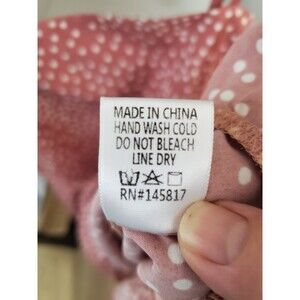 MADE IN CHINA
HAND WASH COLD
DO NOT BLEACH
LINE DRY
RN#145817